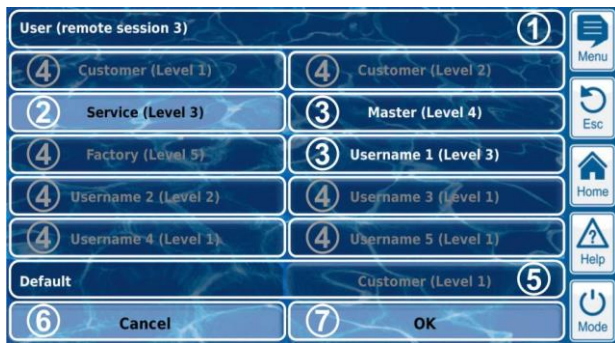 User (remote session 3) 1
4 Customer (Level 1) 4 Customer (Level 2)
2 Service (Level 3) 3 Master (Level 4)
4 Factory (Level 5) 3 Username 1 (Level 3)
4 Username 2 (Level 2) 4 Username 3 (Level 1)
4 Username 4 (Level 1) 4 Username 5 (Level 1)
Default Customer (Level 1) 5
6 Cancel 7 OK
Menu
Esc
Home
?
Help
Mode